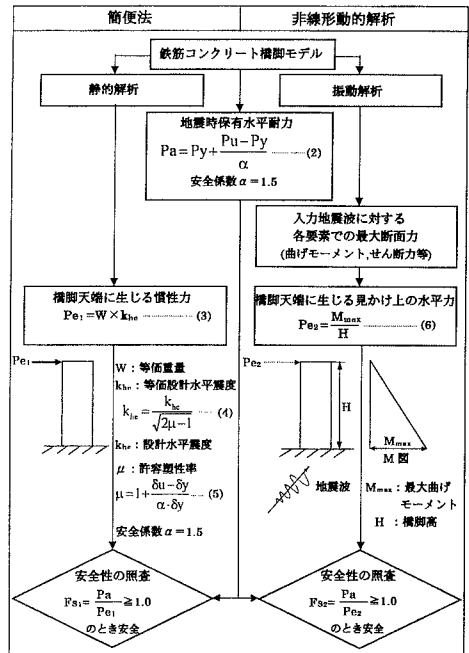 簡便法
非線形動的解析
鉄筋コンクリート橋脚モデル
静的解析
振動解析
地震時保有水平耐力
Pa=Py+(Pu-Py)/α ……(2)
安全係数α=1.5
入力地震波に対する
各要素での最大断面力
(曲げモーメント,せん断力等)
橋脚天端に生じる慣性力
Pe₁=W×khe ……(3)
橋脚天端に生じる見かけ上の水平力
Pe₂=Mmax/H ……(6)
Pe₁
W:等価重量
khe:等価設計水平震度
khe=khc/√(2μ-1) ……(4)
khc:設計水平震度
μ:許容塑性率
μ=1+(δu-δy)/(α·δy) ……(5)
安全係数α=1.5
Pe₂
H
Mmax
M図
地震波
Mmax:最大曲げ
モーメント
H:橋脚高
安全性の照査
Fs₁=Pa/Pe₁≧1.0
のとき安全
安全性の照査
Fs₂=Pa/Pe₂≧1.0
のとき安全